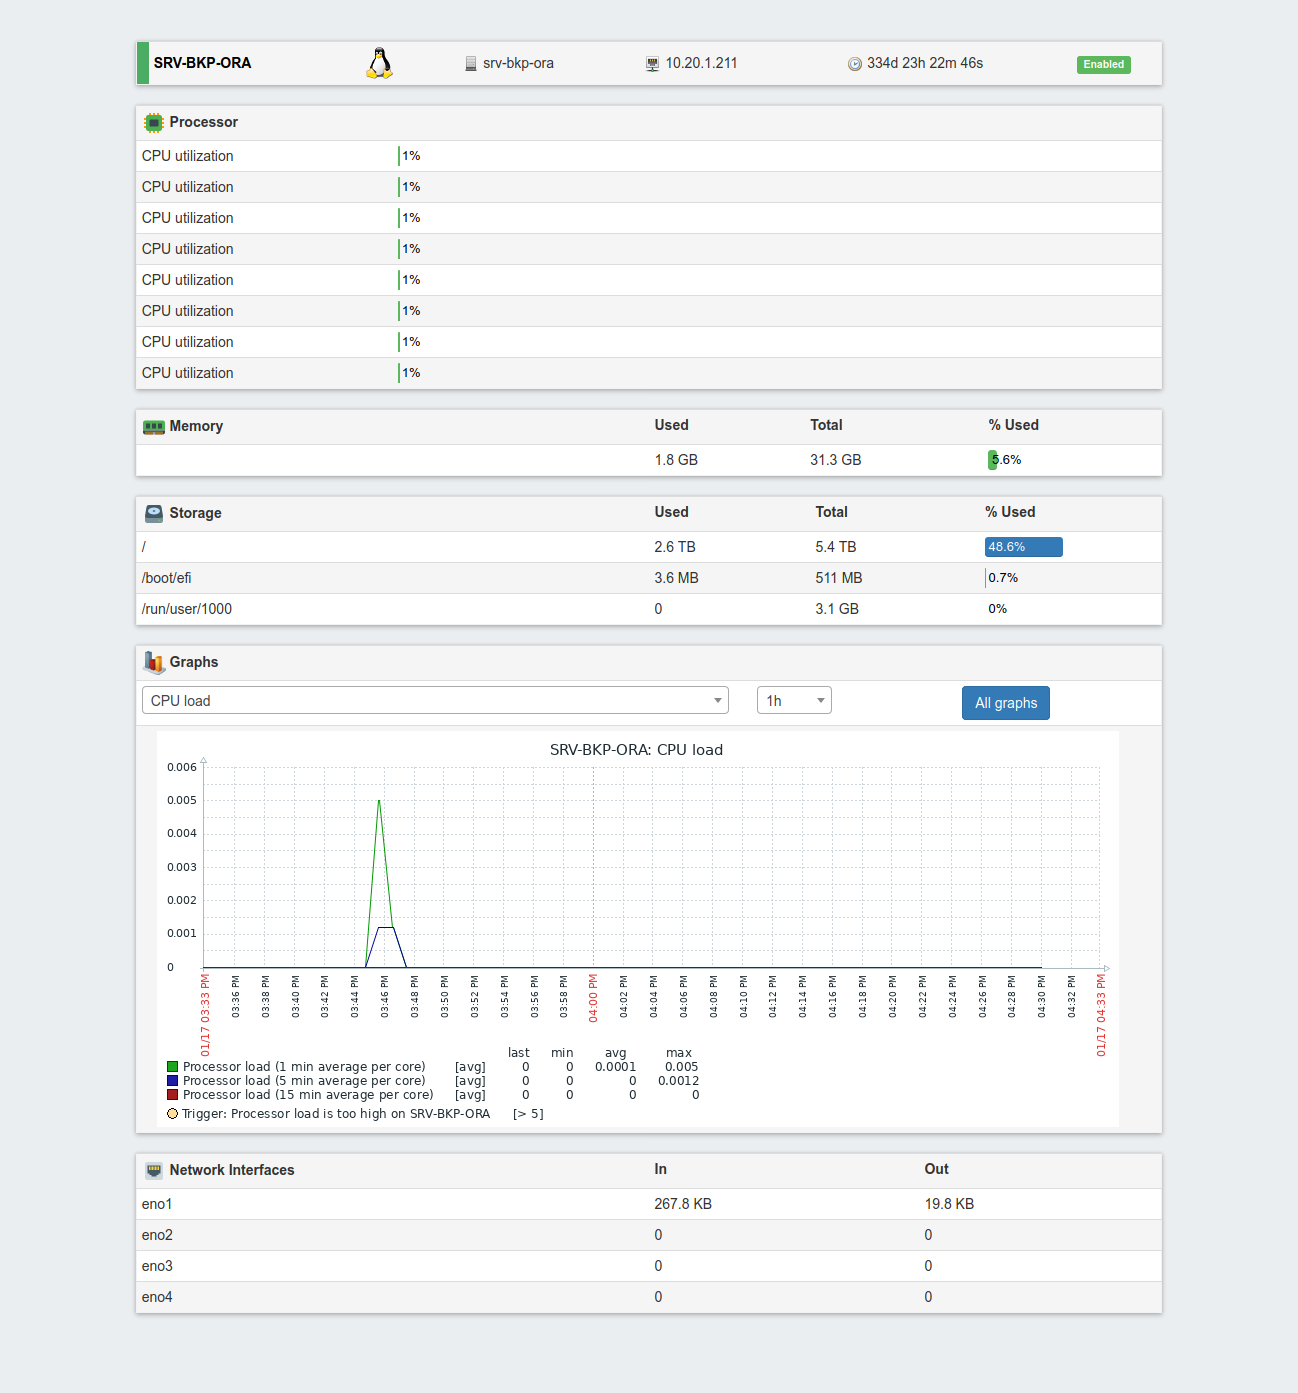 SRV-BKP-ORA srv-bkp-ora 10.20.1.211 334d 23h 22m 46s Enabled
Processor
CPU utilization 1%
CPU utilization 1%
CPU utilization 1%
CPU utilization 1%
CPU utilization 1%
CPU utilization 1%
CPU utilization 1%
CPU utilization 1%
Memory Used Total % Used
1.8 GB 31.3 GB 5.6%
Storage Used Total % Used
/ 2.6 TB 5.4 TB 48.6%
/boot/efi 3.6 MB 511 MB 0.7%
/run/user/1000 0 3.1 GB 0%
Graphs
CPU load 1h All graphs
SRV-BKP-ORA: CPU load
0.006
0.005
0.004
0.003
0.002
0.001
0
01/17 03:33 PM 03:36 PM 03:38 PM 03:40 PM 03:42 PM 03:44 PM 03:46 PM 03:48 PM 03:50 PM 03:52 PM 03:54 PM 03:56 PM 03:58 PM 04:00 PM 04:02 PM 04:04 PM 04:06 PM 04:08 PM 04:10 PM 04:12 PM 04:14 PM 04:16 PM 04:18 PM 04:20 PM 04:22 PM 04:24 PM 04:26 PM 04:28 PM 04:30 PM 04:32 PM 01/17 04:33 PM
last min avg max
Processor load (1 min average per core) [avg] 0 0 0.0001 0.005
Processor load (5 min average per core) [avg] 0 0 0 0.0012
Processor load (15 min average per core) [avg] 0 0 0 0
Trigger: Processor load is too high on SRV-BKP-ORA [> 5]
Network Interfaces In Out
eno1 267.8 KB 19.8 KB
eno2 0 0
eno3 0 0
eno4 0 0